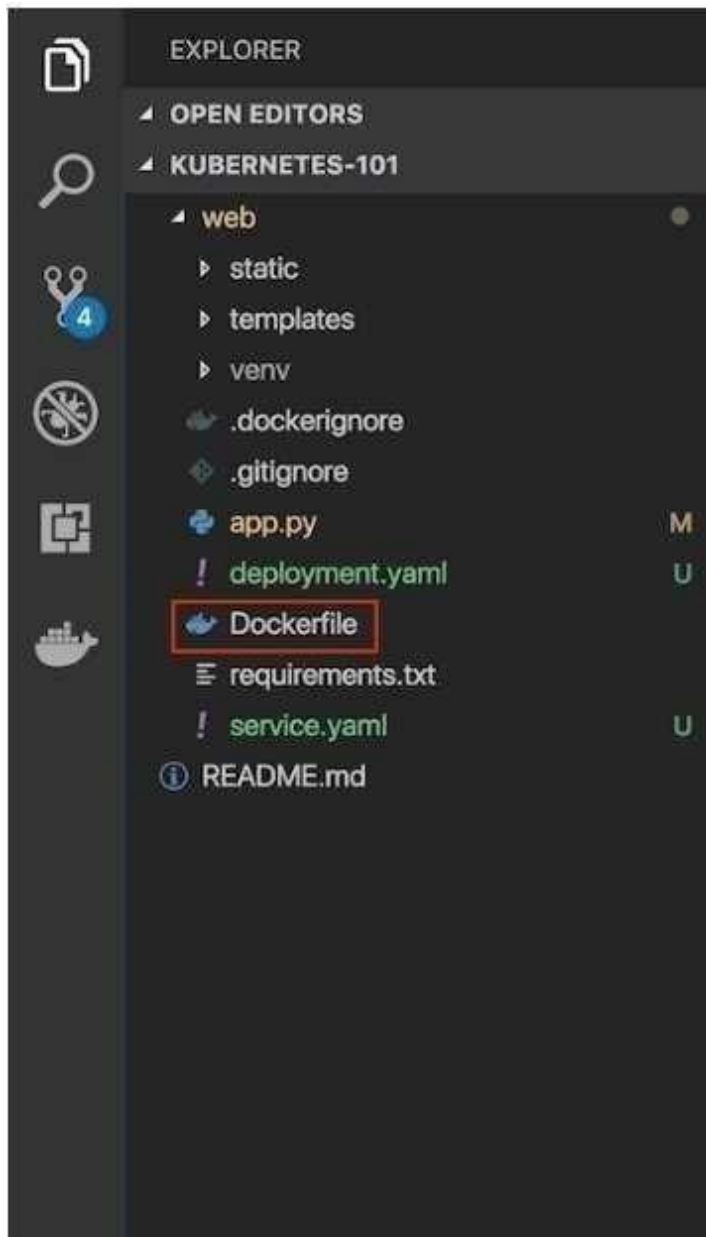 EXPLORER
OPEN EDITORS
KUBERNETES-101
web
static
4
templates
venv
.dockerignore
.gitignore
app.py M
deployment.yaml U
Dockerfile
requirements.txt
service.yaml U
README.md